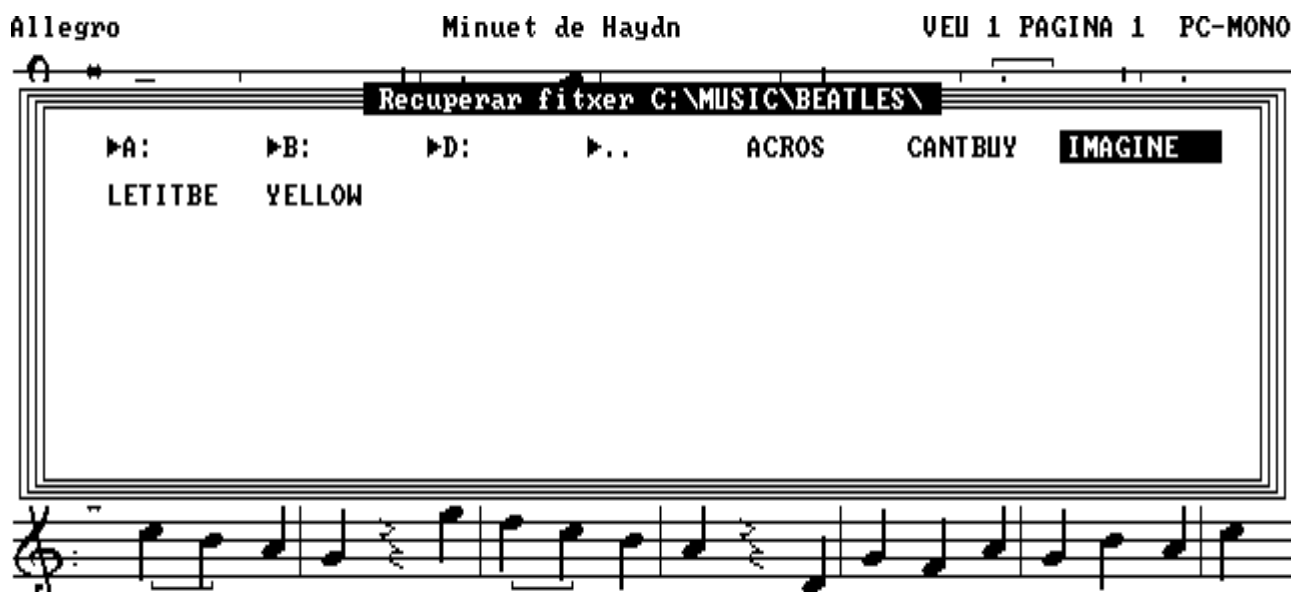 Allegro Minuet de Haydn VEU 1 PAGINA 1 PC-MONO
Recuperar fitxer C:\MUSIC\BEATLES\
►A: ►B: ►D: ►.. ACROS CANTBUY IMAGINE
LETITBE YELLOW